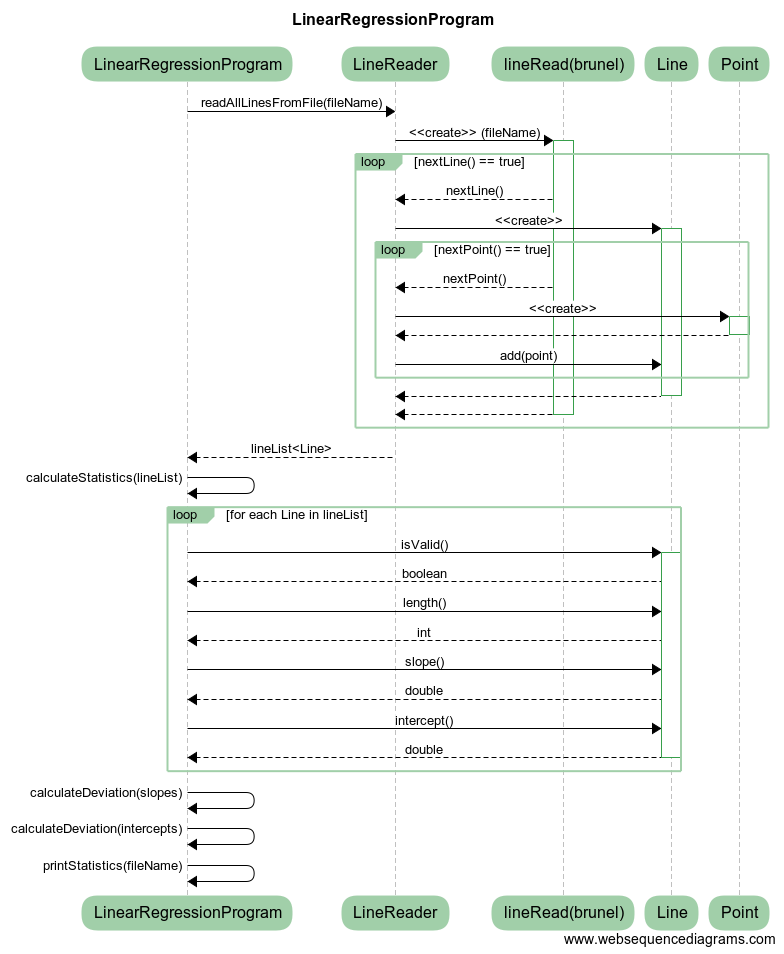 LinearRegressionProgram
LinearRegressionProgram
LineReader
lineRead(brunel)
Line
Point
readAllLinesFromFile(fileName)
<<create>> (fileName)
loop
[nextLine() == true]
nextLine()
<<create>>
loop
[nextPoint() == true]
nextPoint()
<<create>>
add(point)
lineList<Line>
calculateStatistics(lineList)
loop
[for each Line in lineList]
isValid()
boolean
length()
int
slope()
double
intercept()
double
calculateDeviation(slopes)
calculateDeviation(intercepts)
printStatistics(fileName)
LinearRegressionProgram
LineReader
lineRead(brunel)
Line
Point
www.websequencediagrams.com